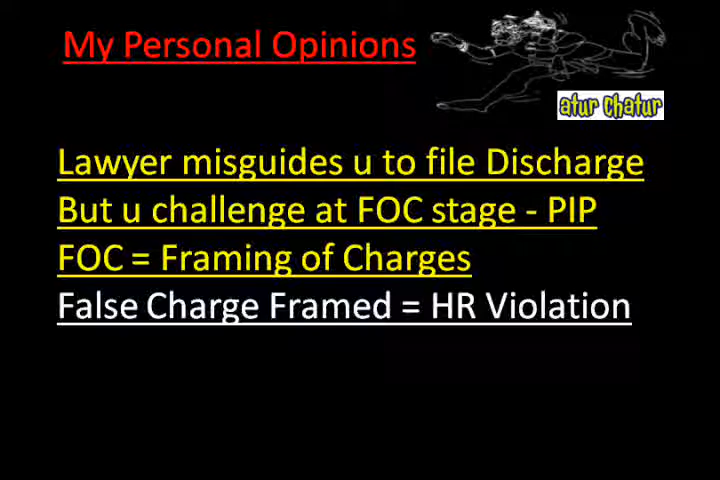 My Personal Opinions
atur chatur
Lawyer misguides u to file Discharge
But u challenge at FOC stage - PIP
FOC = Framing of Charges
False Charge Framed = HR Violation